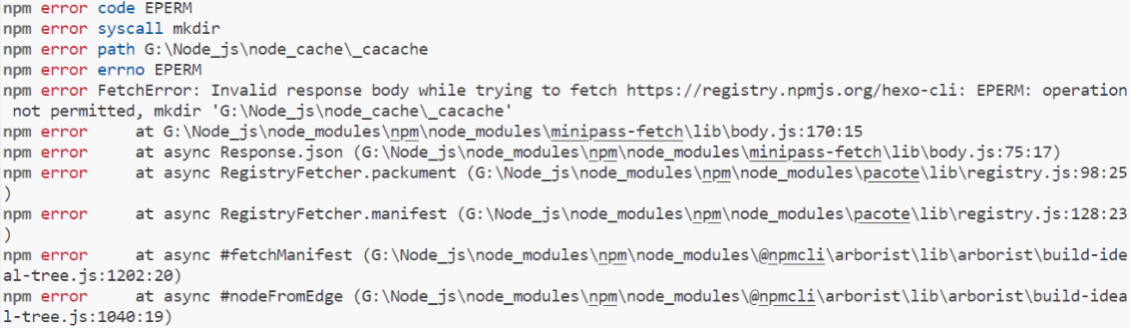 npm error code EPERM
npm error syscall mkdir
npm error path G:\Node_js\node_cache\_cacache
npm error errno EPERM
npm error FetchError: Invalid response body while trying to fetch https://registry.npmjs.org/hexo-cli: EPERM: operation
 not permitted, mkdir 'G:\Node_js\node_cache\_cacache'
npm error     at G:\Node_js\node_modules\npm\node_modules\minipass-fetch\lib\body.js:170:15
npm error     at async Response.json (G:\Node_js\node_modules\npm\node_modules\minipass-fetch\lib\body.js:75:17)
npm error     at async RegistryFetcher.packument (G:\Node_js\node_modules\npm\node_modules\pacote\lib\registry.js:98:25
)
npm error     at async RegistryFetcher.manifest (G:\Node_js\node_modules\npm\node_modules\pacote\lib\registry.js:128:23
)
npm error     at async #fetchManifest (G:\Node_js\node_modules\npm\node_modules\@npmcli\arborist\lib\arborist\build-ide
al-tree.js:1202:20)
npm error     at async #nodeFromEdge (G:\Node_js\node_modules\npm\node_modules\@npmcli\arborist\lib\arborist\build-idea
l-tree.js:1040:19)